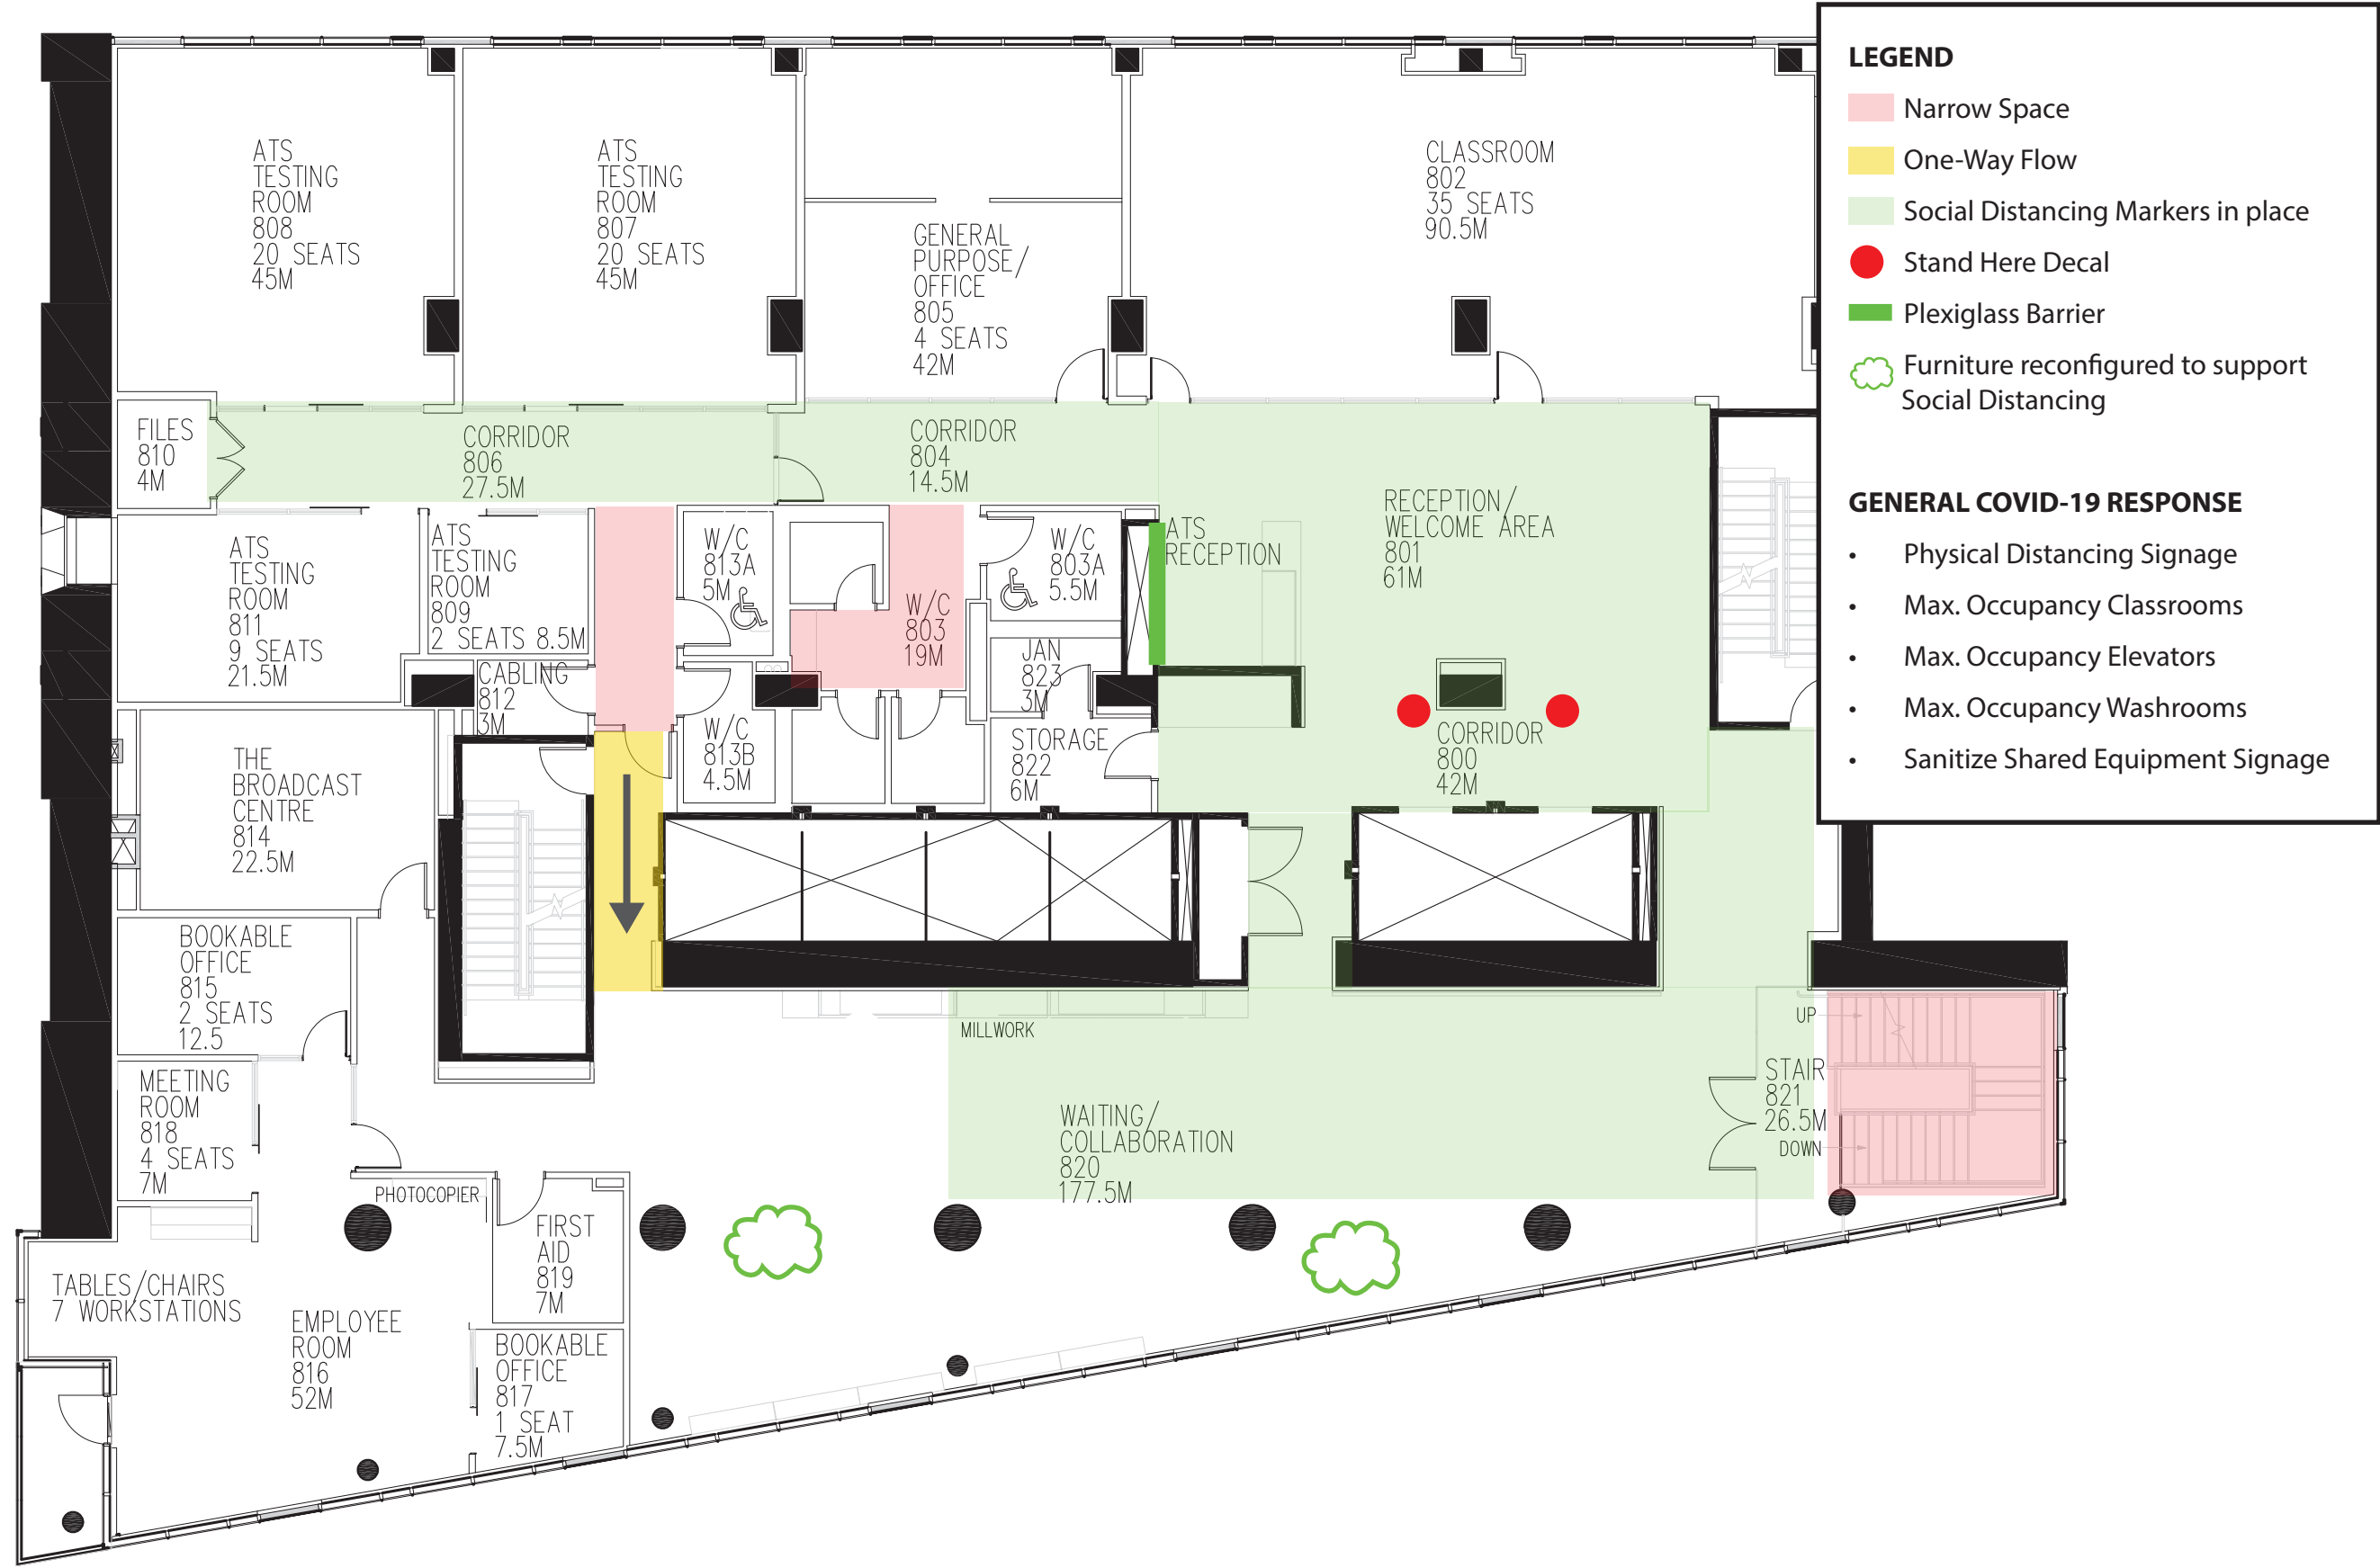 LEGEND
Narrow Space
One-Way Flow
Social Distancing Markers in place
Stand Here Decal
Plexiglass Barrier
Furniture reconfigured to support
Social Distancing
GENERAL COVID-19 RESPONSE
• Physical Distancing Signage
• Max. Occupancy Classrooms
• Max. Occupancy Elevators
• Max. Occupancy Washrooms
• Sanitize Shared Equipment Signage
ATS
TESTING
ROOM
808
20 SEATS
45M
ATS
TESTING
ROOM
807
20 SEATS
45M
GENERAL
PURPOSE/
OFFICE
805
4 SEATS
42M
CLASSROOM
802
35 SEATS
90.5M
FILES
810
4M
CORRIDOR
806
27.5M
CORRIDOR
804
14.5M
RECEPTION/
WELCOME AREA
801
61M
ATS
RECEPTION
ATS
TESTING
ROOM
811
9 SEATS
21.5M
ATS
TESTING
ROOM
809
2 SEATS 8.5M
W/C
813A
5M
W/C
803
19M
W/C
803A
5.5M
JAN
823
3M
CABLING
812
3M
W/C
813B
4.5M
STORAGE
822
6M
CORRIDOR
800
42M
THE
BROADCAST
CENTRE
814
22.5M
BOOKABLE
OFFICE
815
2 SEATS
12.5
MEETING
ROOM
818
4 SEATS
7M
MILLWORK
UP
STAIR
821
26.5M
DOWN
WAITING/
COLLABORATION
820
177.5M
PHOTOCOPIER
FIRST
AID
819
7M
TABLES/CHAIRS
7 WORKSTATIONS
EMPLOYEE
ROOM
816
52M
BOOKABLE
OFFICE
817
1 SEAT
7.5M